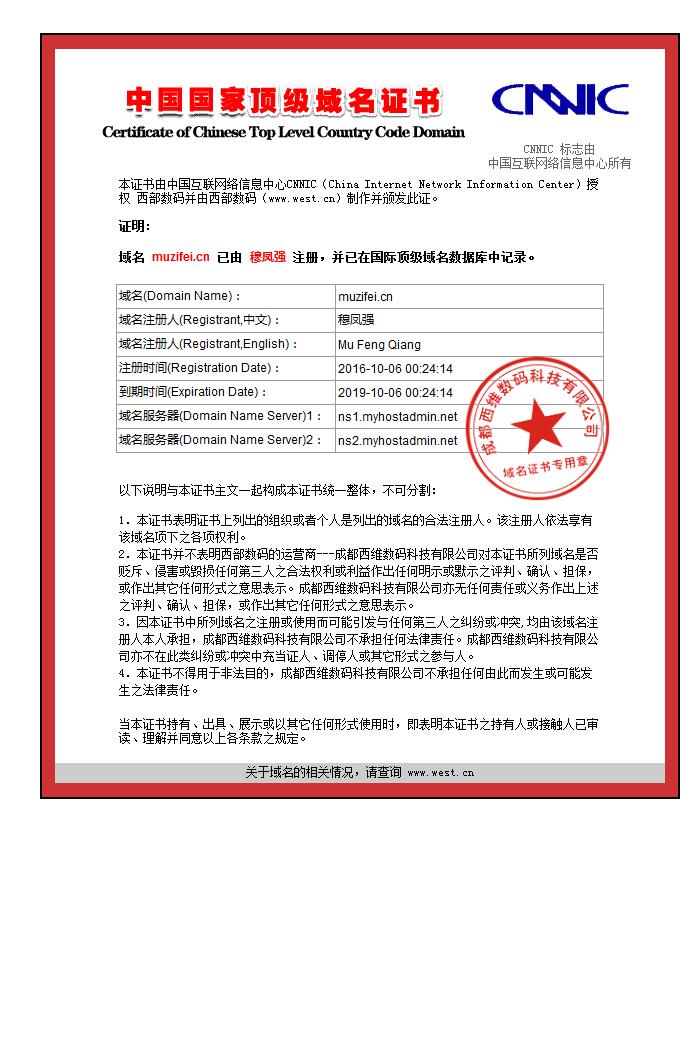 中国国家顶级域名证书
CNNIC
Certificate of Chinese Top Level Country Code Domain
CNNIC 标志由
中国互联网络信息中心所有
本证书由中国互联网络信息中心CNNIC (China Internet Network Information Center) 授
权 西部数码并由西部数码 (www.west.cn) 制作并颁发此证。
证明:
域名 muzifei.cn 已由 穆凤强 注册，并已在国际顶级域名数据库中记录。
域名(Domain Name)： muzifei.cn
域名注册人(Registrant,中文)： 穆凤强
域名注册人(Registrant,English)： Mu Feng Qiang
注册时间(Registration Date)： 2016-10-06 00:24:14
到期时间(Expiration Date)： 2019-10-06 00:24:14
域名服务器(Domain Name Server)1： ns1.myhostadmin.net
域名服务器(Domain Name Server)2： ns2.myhostadmin.net
成都西维数码科技有限公司
域名证书专用章
以下说明与本证书主文一起构成本证书统一整体，不可分割:
1．本证书表明证书上列出的组织或者个人是列出的域名的合法注册人。该注册人依法享有
该域名项下之各项权利。
2．本证书并不表明西部数码的运营商---成都西维数码科技有限公司对本证书所列域名是否
贬斥、侵害或毁损任何第三人之合法权利或利益作出任何明示或默示之评判、确认、担保，
或作出其它任何形式之意思表示。成都西维数码科技有限公司亦无任何责任或义务作出上述
之评判、确认、担保，或作出其它任何形式之意思表示。
3．因本证书中所列域名之注册或使用而可能引发与任何第三人之纠纷或冲突,均由该域名注
册人本人承担，成都西维数码科技有限公司不承担任何法律责任。成都西维数码科技有限公
司亦不在此类纠纷或冲突中充当证人、调停人或其它形式之参与人。
4．本证书不得用于非法目的，成都西维数码科技有限公司不承担任何由此而发生或可能发
生之法律责任。
当本证书持有、出具、展示或以其它任何形式使用时，即表明本证书之持有人或接触人已审
读、理解并同意以上各条款之规定。
关于域名的相关情况，请查询 www.west.cn